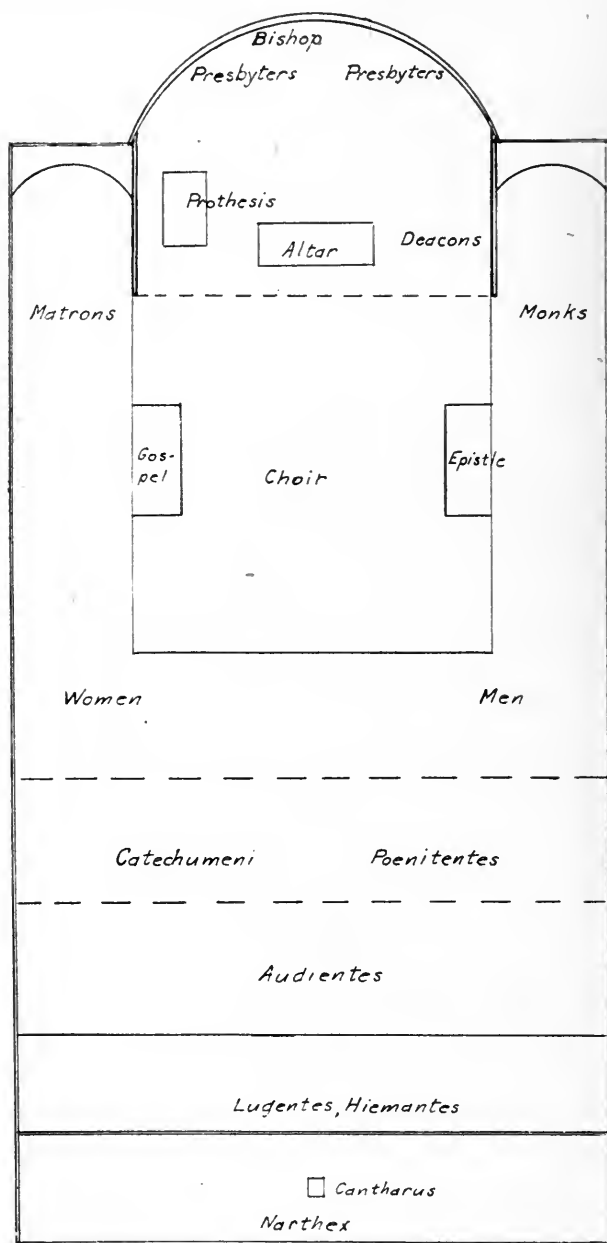 Bishop
Presbyters Presbyters
Prothesis
Altar
Deacons
Matrons
Monks
Gos-
pel
Choir
Epistle
Women
Men
Catechumeni
Poenitentes
Audientes
Lugentes, Hiemantes
Cantharus
Narthex